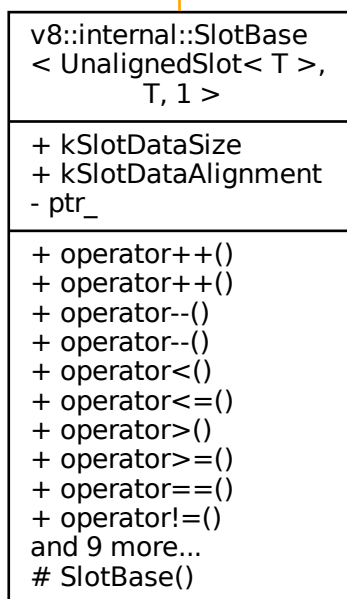 v8::internal::SlotBase
< UnalignedSlot< T >,
T, 1 >
+ kSlotDataSize
+ kSlotDataAlignment
- ptr_
+ operator++()
+ operator++()
+ operator--()
+ operator--()
+ operator<()
+ operator<=()
+ operator>()
+ operator>=()
+ operator==()
+ operator!=()
and 9 more...
# SlotBase()